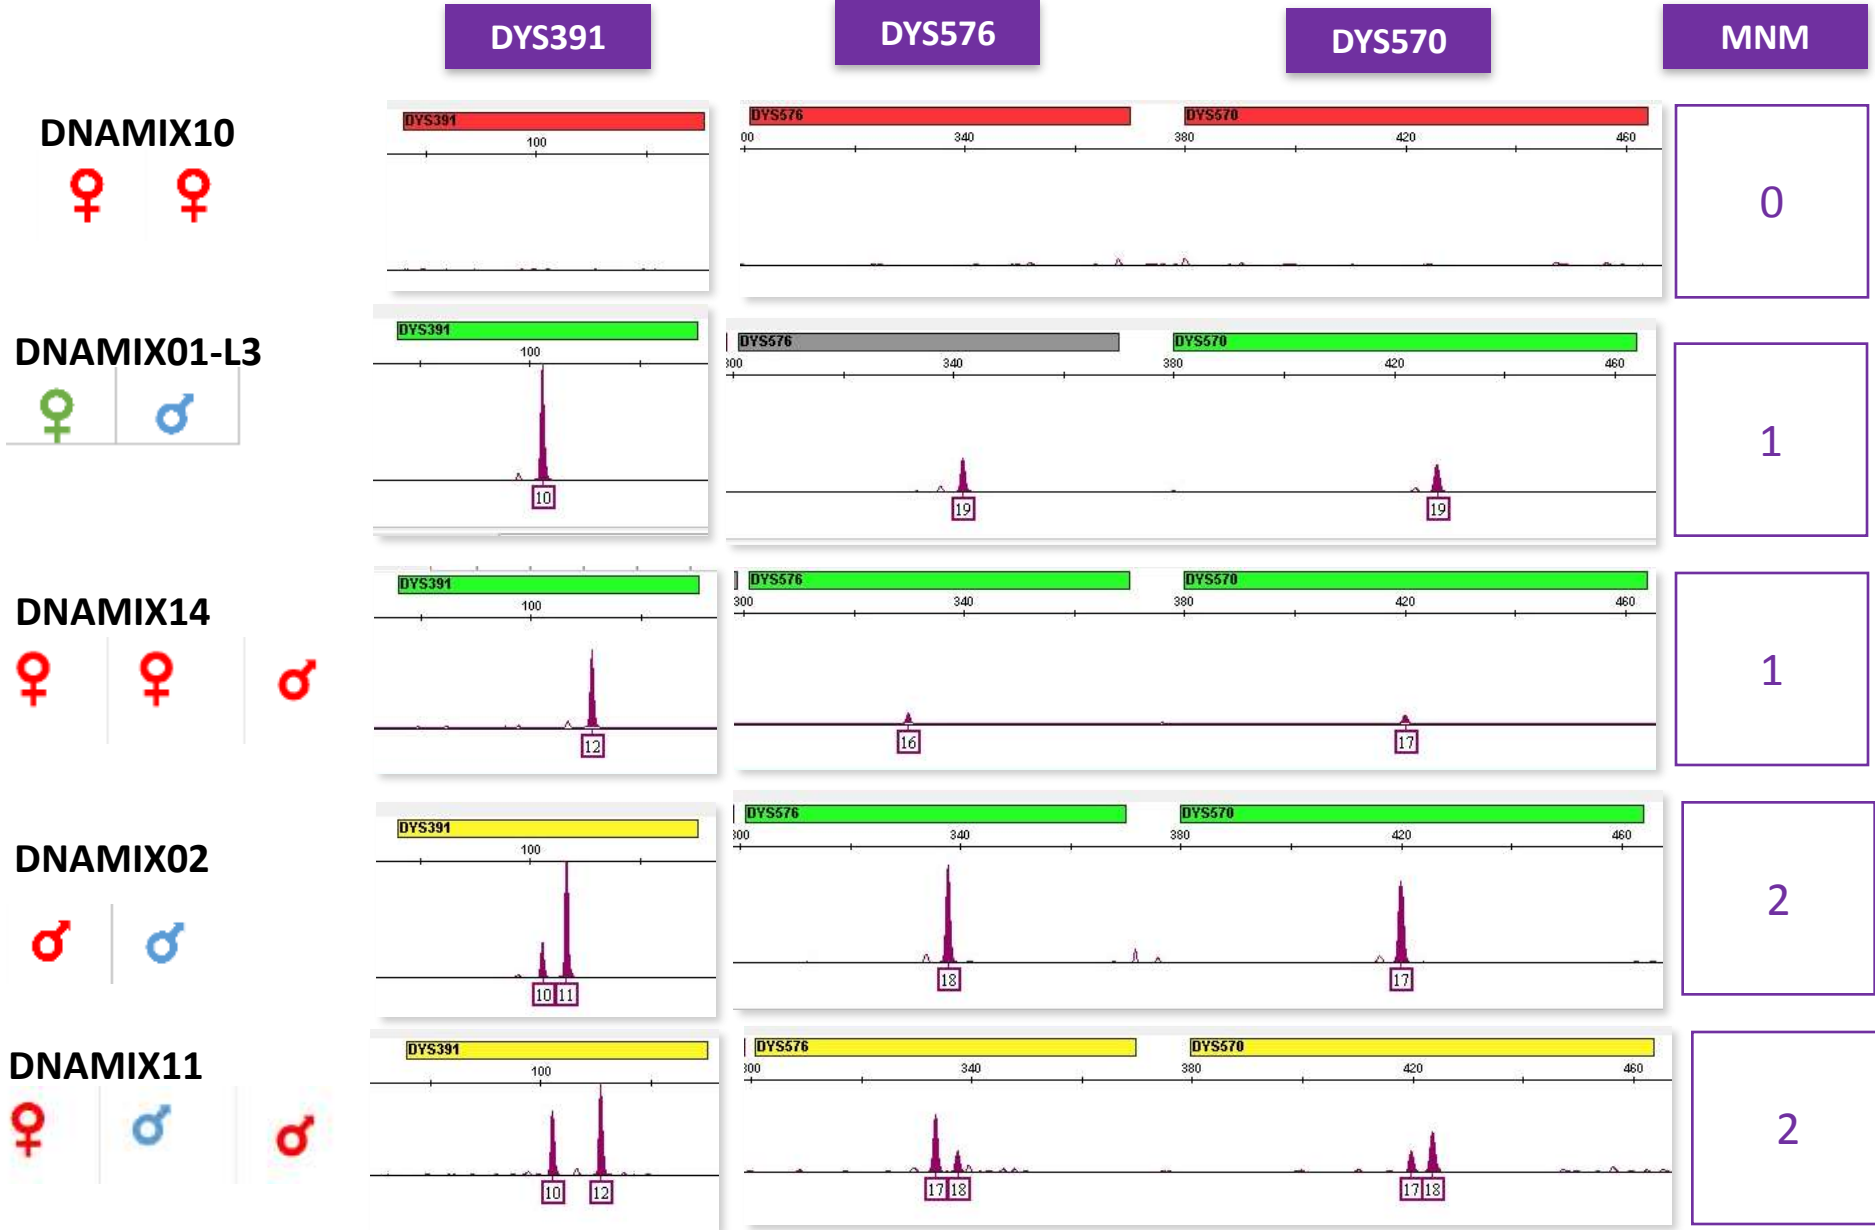 DYS391 DYS576 DYS570 MNM
DNAMIX10
DYS391 DYS576 DYS570
100 00 340 380 420 460
0
DNAMIX01-L3
DYS391 DYS576 DYS570
100 300 340 380 420 460
10 19 19
1
DNAMIX14
DYS391 DYS576 DYS570
100 300 340 380 420 460
12 16 17
1
DNAMIX02
DYS391 DYS576 DYS570
100 300 340 380 420 460
10 11 18 17
2
DNAMIX11
DYS391 DYS576 DYS570
100 300 340 380 420 460
10 12 17 18 17 18
2